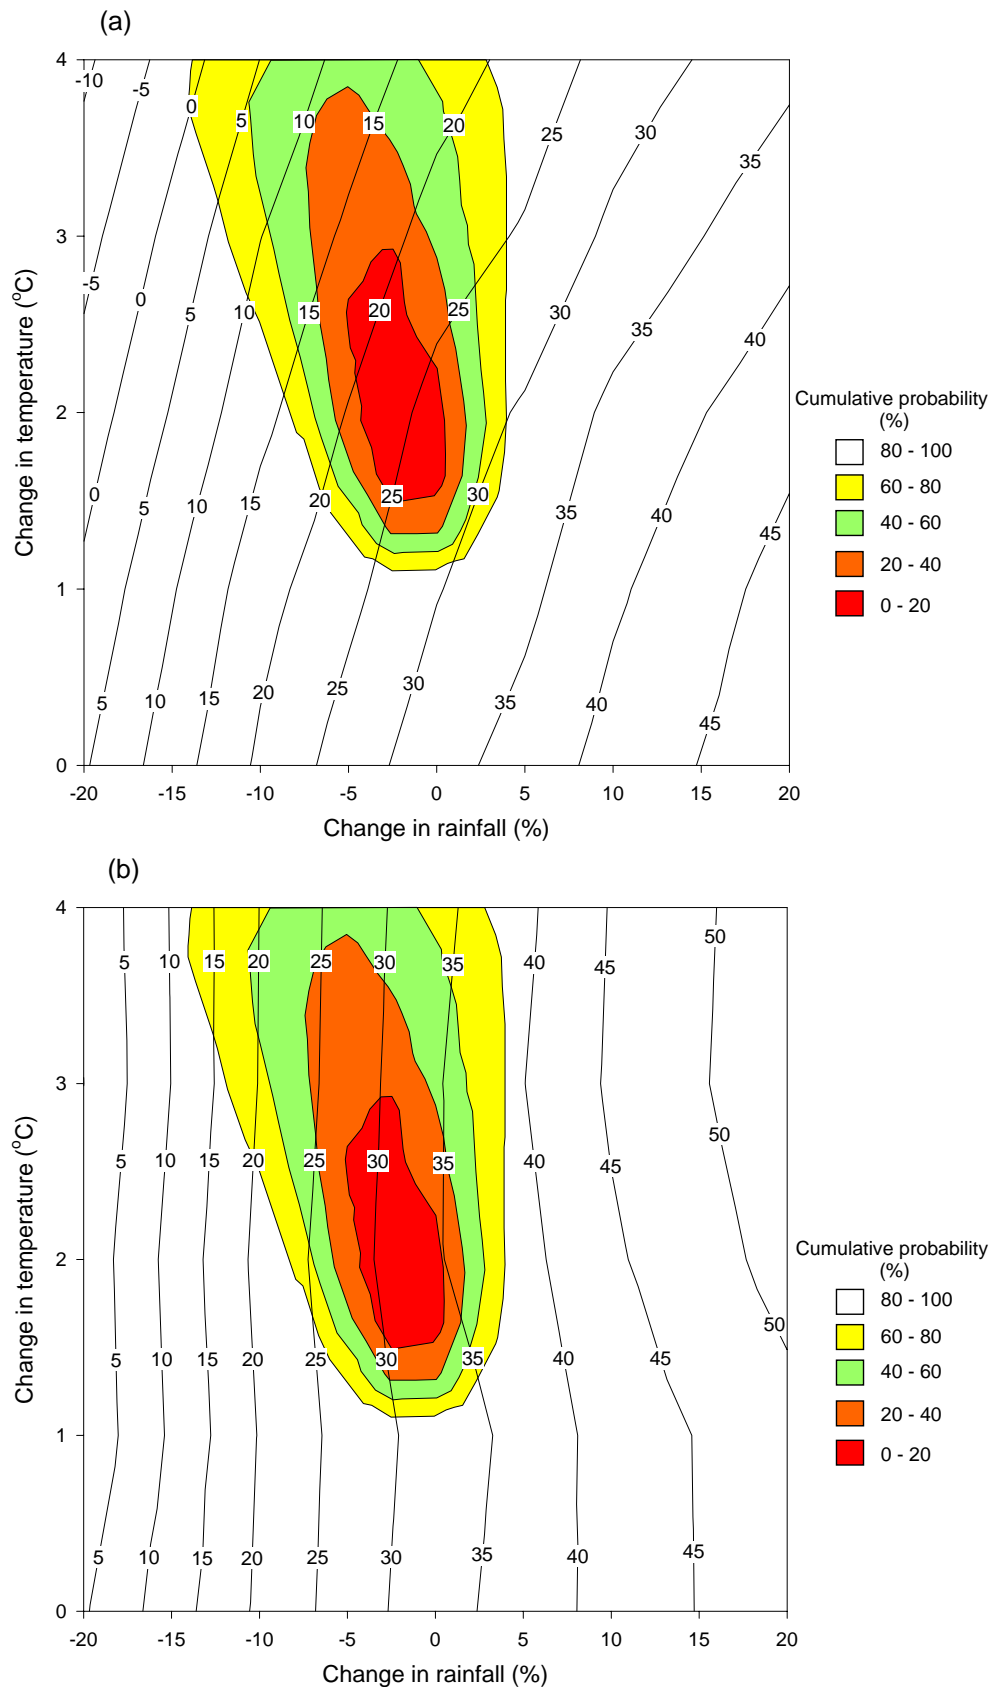 (a)
4
-10 -5 0 5 10 15 20 25 30 35
3
-5 0 5 10 15 20 25 30 35 40
2
0 5 10 15 20 25 30 35 40 45
1
5 10 15 20 25 30 35 40 45
0
-20 -15 -10 -5 0 5 10 15 20
Change in temperature (°C)
Change in rainfall (%)
Cumulative probability
(%)
80 - 100
60 - 80
40 - 60
20 - 40
0 - 20
(b)
4
5 10 15 20 25 30 35 40 45 50
3
5 10 15 20 25 30 35 40 45 50
2
5 10 15 20 25 30 35 40 45 50
1
5 10 15 20 25 30 35 40 45
0
-20 -15 -10 -5 0 5 10 15 20
Change in temperature (°C)
Change in rainfall (%)
Cumulative probability
(%)
80 - 100
60 - 80
40 - 60
20 - 40
0 - 20